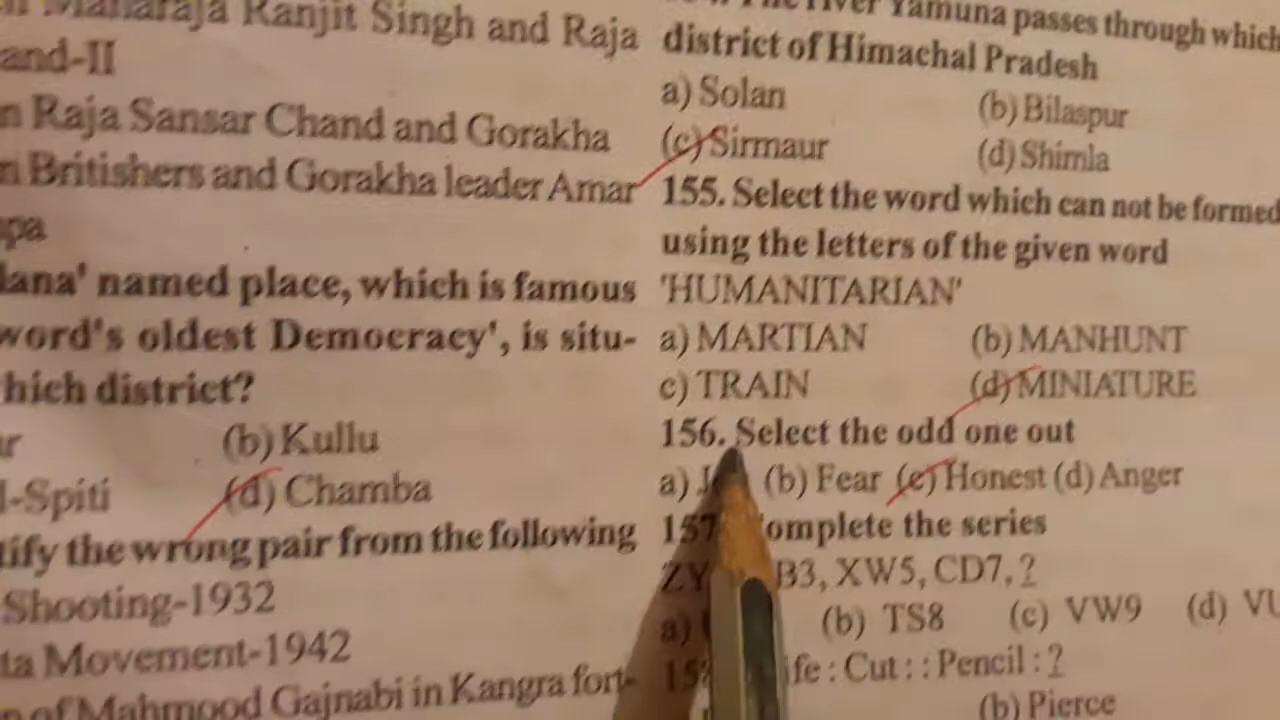 Maharaja Ranjit Singh and Raja
and-II
n Raja Sansar Chand and Gorakha
n Britishers and Gorakha leader Amar
pa
lana' named place, which is famous
word's oldest Democracy', is situ-
hich district?
r
(b) Kullu
l-Spiti
(d) Chamba
tify the wrong pair from the following
Shooting-1932
ta Movement-1942
of Mahmood Gajnabi in Kangra fort-
The river Yamuna passes through which
district of Himachal Pradesh
a) Solan (b) Bilaspur
(c) Sirmaur (d) Shimla
155. Select the word which can not be formed
using the letters of the given word
'HUMANITARIAN'
a) MARTIAN (b) MANHUNT
c) TRAIN (d) MINIATURE
156. Select the odd one out
a) (b) Fear (c) Honest (d) Anger
157 omplete the series
ZY B3, XW5, CD7, ?
a) (b) TS8 (c) VW9 (d) VU
15 ife : Cut : : Pencil : ?
(b) Pierce